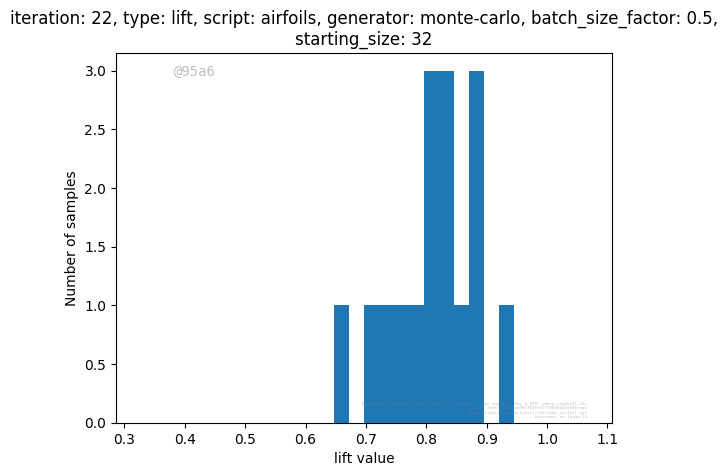 iteration: 22, type: lift, script: airfoils, generator: monte-carlo, batch_size_factor: 0.5,
starting_size: 32
@95a6
3.0
2.5
2.0
1.5
1.0
0.5
0.0
Number of samples
0.3 0.4 0.5 0.6 0.7 0.8 0.9 1.0 1.1
lift value